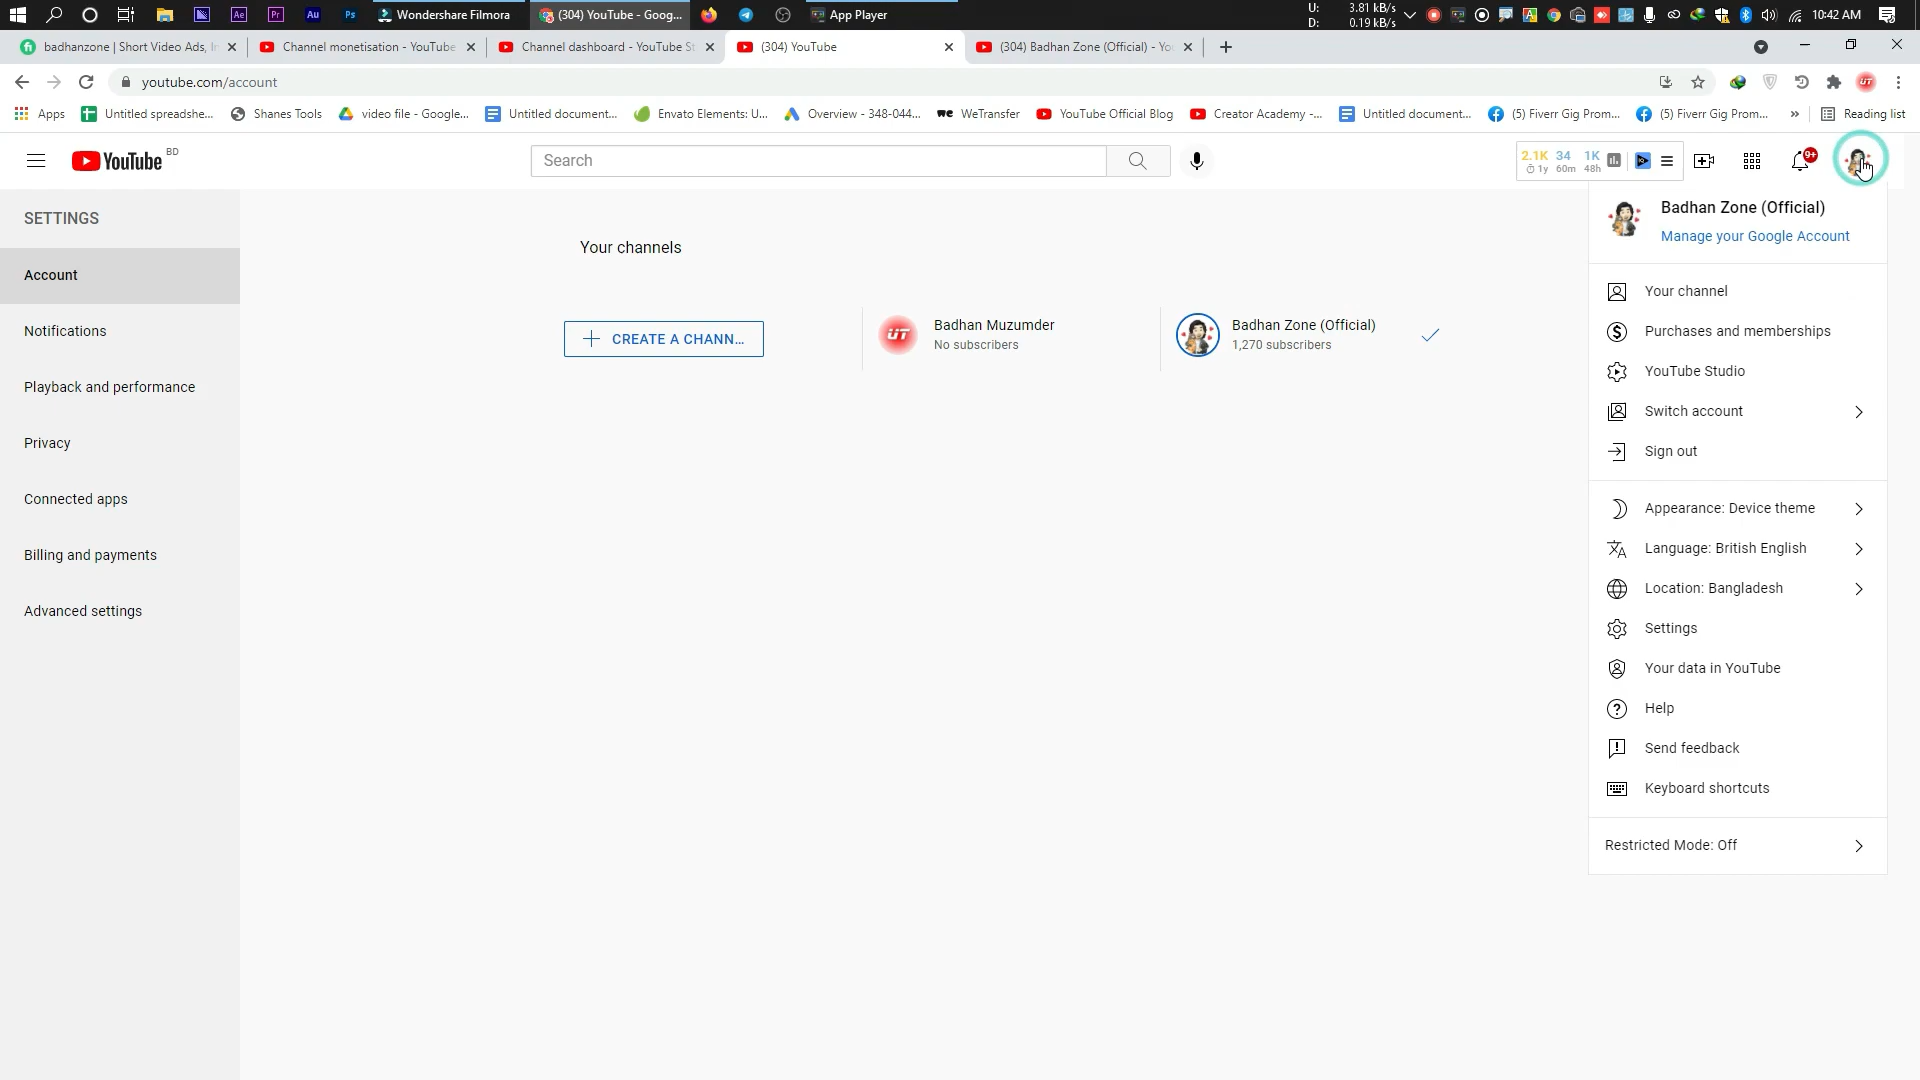 Wondershare Filmora
(304) YouTube - Goog...
App Player
U: 3.81 kB/s
D: 0.19 kB/s
10:42 AM
badhanzone | Short Video Ads, In
Channel monetisation - YouTube
Channel dashboard - YouTube St
(304) YouTube
(304) Badhan Zone (Official) - Yo
youtube.com/account
Apps
Untitled spreadshe...
Shanes Tools
video file - Google...
Untitled document...
Envato Elements: U...
Overview - 348-044...
WeTransfer
YouTube Official Blog
Creator Academy -...
Untitled document...
(5) Fiverr Gig Prom...
(5) Fiverr Gig Prom...
Reading list
YouTube BD
Search
2.1K 34 1K
1y 60m 48h
9+
SETTINGS
Account
Notifications
Playback and performance
Privacy
Connected apps
Billing and payments
Advanced settings
Your channels
CREATE A CHANN...
Badhan Muzumder
No subscribers
Badhan Zone (Official)
1,270 subscribers
Badhan Zone (Official)
Manage your Google Account
Your channel
Purchases and memberships
YouTube Studio
Switch account
Sign out
Appearance: Device theme
Language: British English
Location: Bangladesh
Settings
Your data in YouTube
Help
Send feedback
Keyboard shortcuts
Restricted Mode: Off